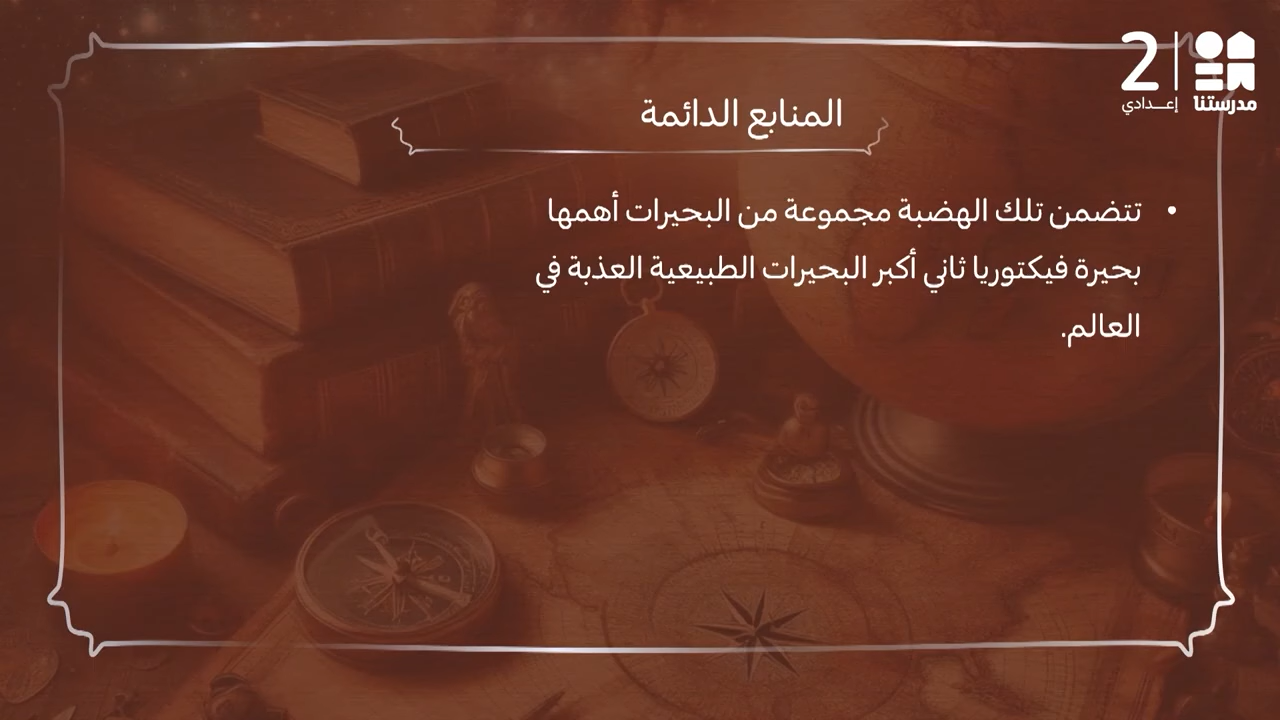 مدرستنا
2
إعــدادي
المنابع الدائمة
• تتضمن تلك الهضبة مجموعة من البحيرات أهمها
بحيرة فيكتوريا ثاني أكبر البحيرات الطبيعية العذبة في
العالم.